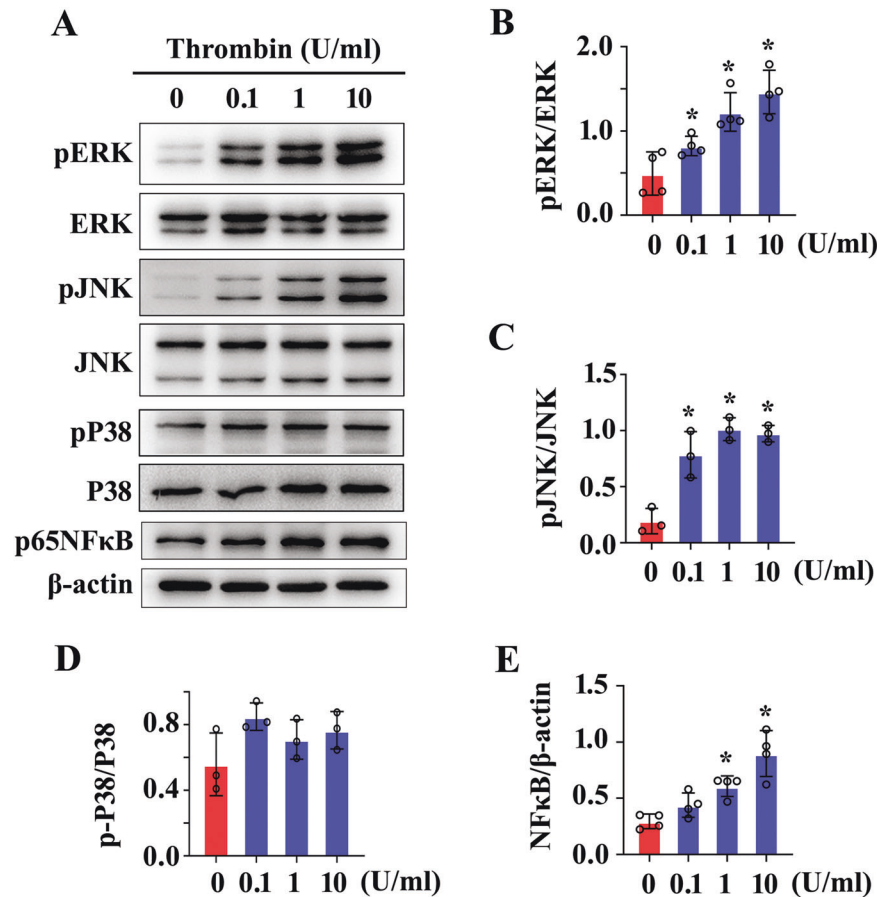 A
Thrombin (U/ml)
0 0.1 1 10
pERK
ERK
pJNK
JNK
pP38
P38
p65NFκB
β-actin
B
pERK/ERK
2.0
1.0
0.0
* * *
0 0.1 1 10 (U/ml)
C
pJNK/JNK
1.5
1.0
0.5
0.0
* * *
0 0.1 1 10 (U/ml)
D
p-P38/P38
0.8
0.4
0.0
0 0.1 1 10 (U/ml)
E
NFκB/β-actin
1.5
1.0
0.5
0.0
* *
0 0.1 1 10 (U/ml)